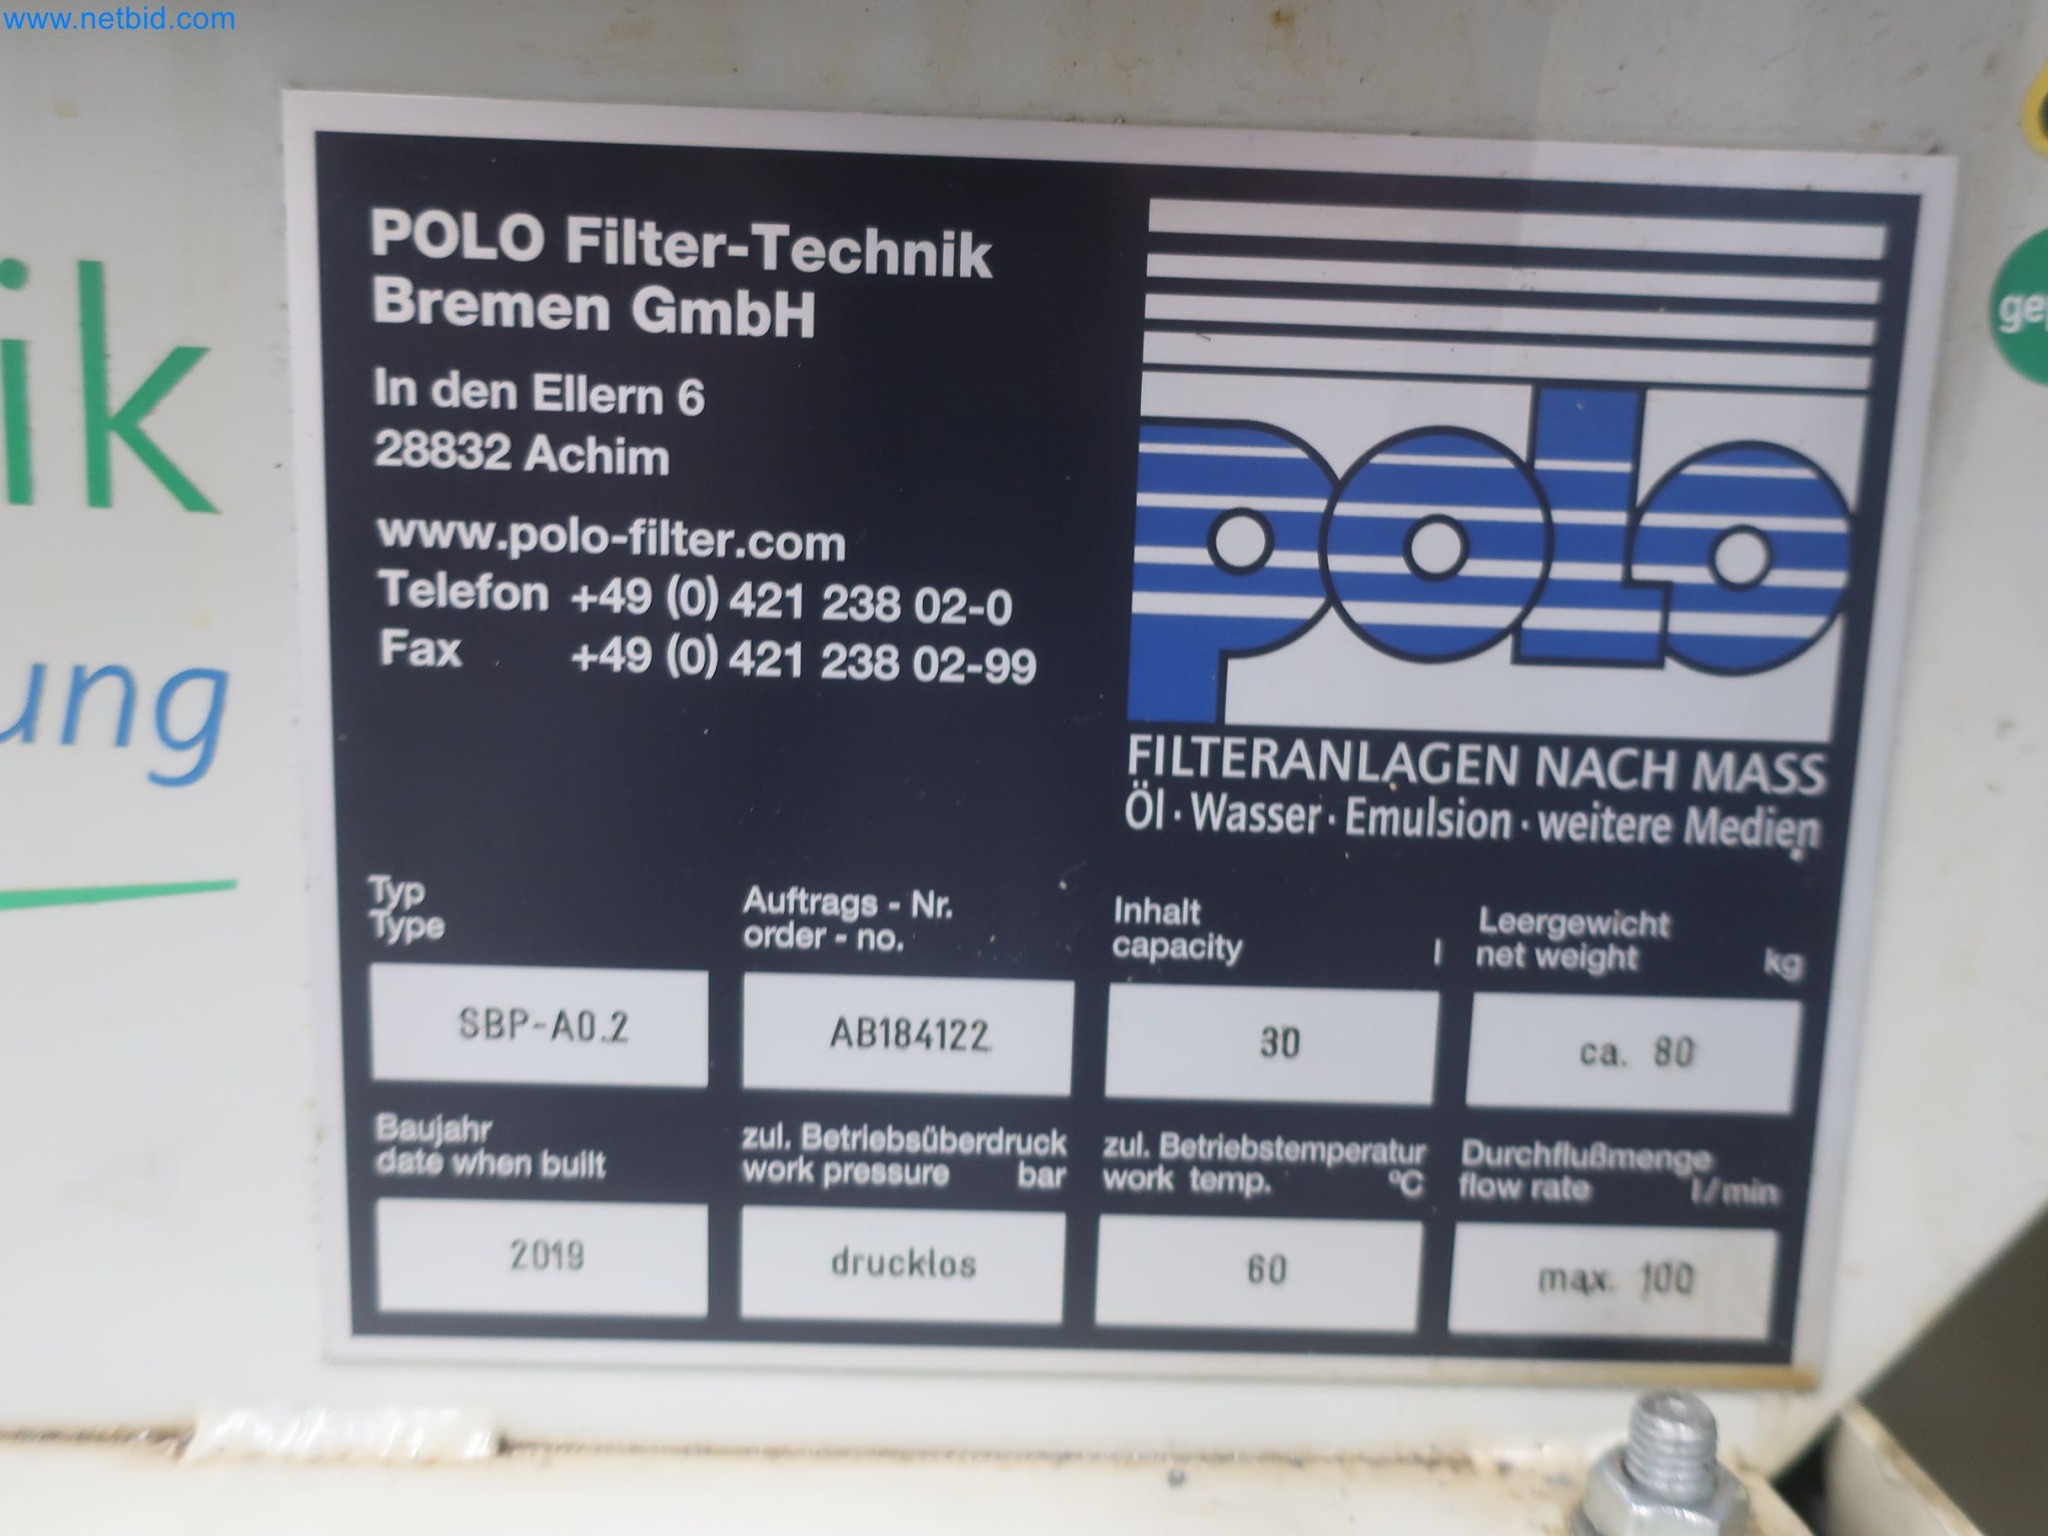 www.netbid.com
POLO Filter-Technik
Bremen GmbH
In den Ellern 6
28832 Achim
www.polo-filter.com
Telefon +49 (0) 421 238 02-0
Fax +49 (0) 421 238 02-99
polo
FILTERANLAGEN NACH MASS
Öl · Wasser · Emulsion · weitere Medien
Typ
Type
SBP-A0.2
Auftrags - Nr.
order - no.
AB184122
Inhalt
capacity l
30
Leergewicht
net weight kg
ca. 80
Baujahr
date when built
2019
zul. Betriebsüberdruck
work pressure bar
drucklos
zul. Betriebstemperatur
work temp. °C
60
Durchflußmenge
flow rate l/min
max. 100
ik
ung
gep